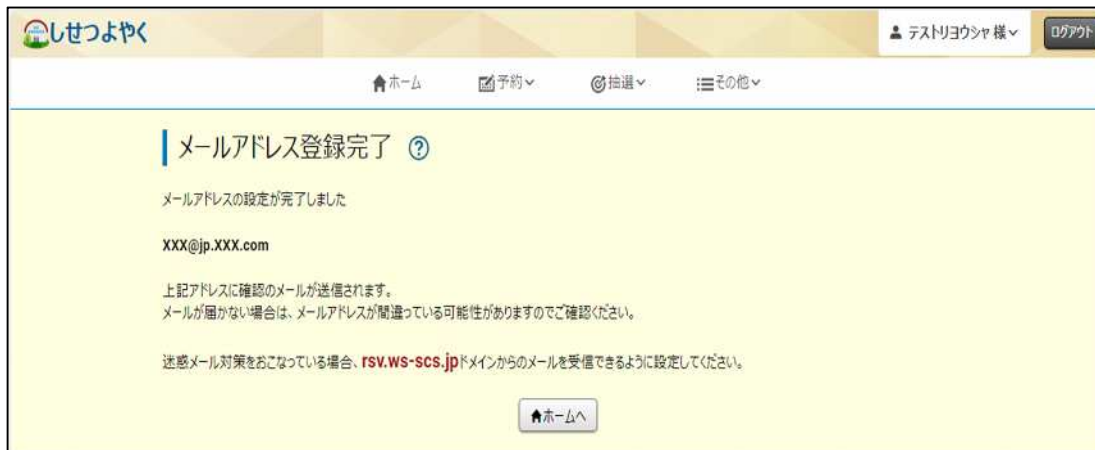 しせつよやく
テストリヨウシャ 様
ログアウト
ホーム 予約 抽選 その他
メールアドレス登録完了 ?
メールアドレスの設定が完了しました
XXX@jp.XXX.com
上記アドレスに確認のメールが送信されます。
メールが届かない場合は、メールアドレスが間違っている可能性がありますのでご確認ください。
迷惑メール対策をおこなっている場合、rsv.ws-scs.jpドメインからのメールを受信できるように設定してください。
ホームへ